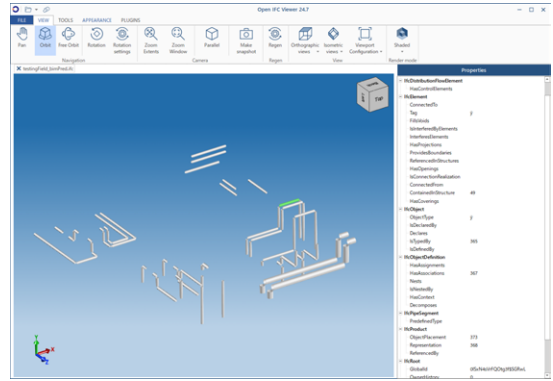 Open IFC Viewer 24.7
FILE VIEW TOOLS APPEARANCE PLUGINS
Pan
Orbit
Free Orbit
Rotation
Rotation settings
Zoom Extents
Zoom Window
Parallel
Make snapshot
Regen
Orthographic views
Isometric views
Viewport Configuration
Shaded
Navigation
Camera
Regen
View
Render mode
Properties
IfcDistributionFlowElement
HasControlElements
IfcElement
ConnectedTo
Tag
FillsVoids
IsInterferedByElements
InterferesElements
HasProjections
ProvidesBoundaries
ReferencedInStructures
HasOpenings
IsConnectionRealization
ConnectedFrom
ContainedInStructure 49
HasCoverings
IfcObject
ObjectType
IsDeclaredBy
Declares
IsTypedBy 365
IsDefinedBy
IfcObjectDefinition
HasAssignments
HasAssociations 367
Nests
IsNestedBy
HasContext
Decomposes
IfcPipeSegment
PredefinedType
IfcProduct
ObjectPlacement 373
Representation 368
ReferencedBy
IfcRoot
GlobalId
OwnerHistory 0
TOP
Y
X
Z